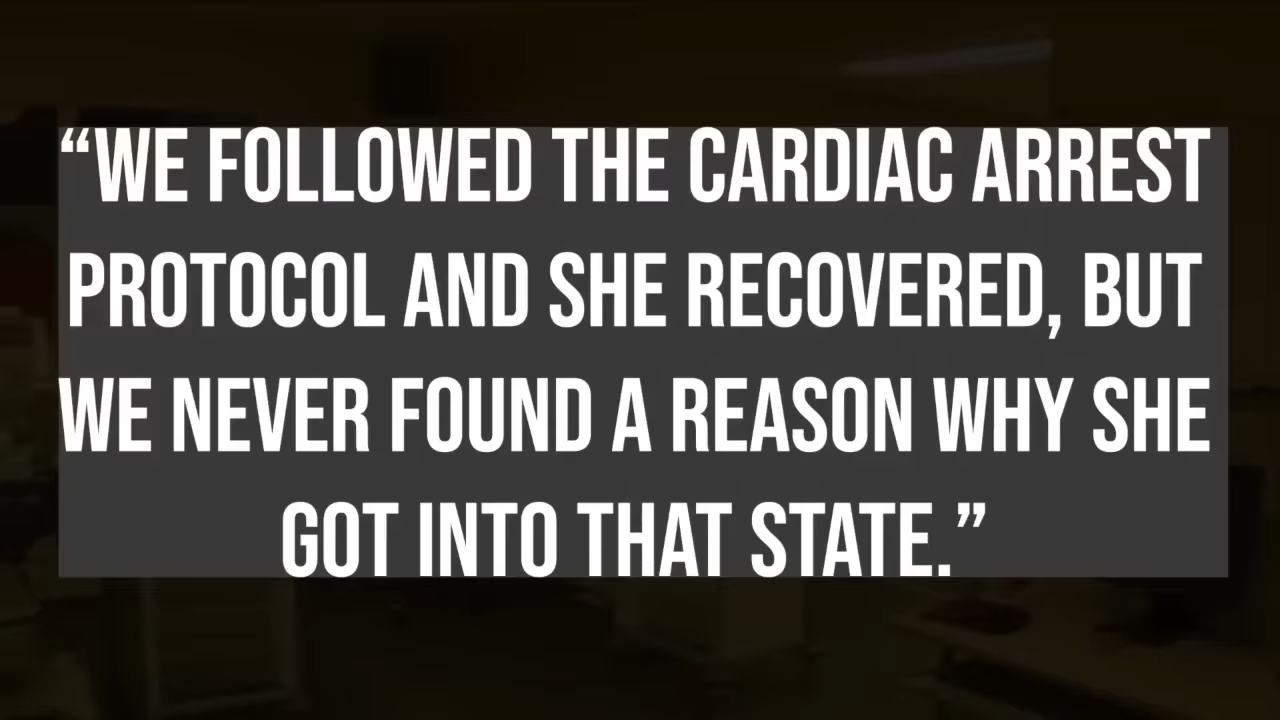 “WE FOLLOWED THE CARDIAC ARREST
PROTOCOL AND SHE RECOVERED, BUT
WE NEVER FOUND A REASON WHY SHE
GOT INTO THAT STATE.”